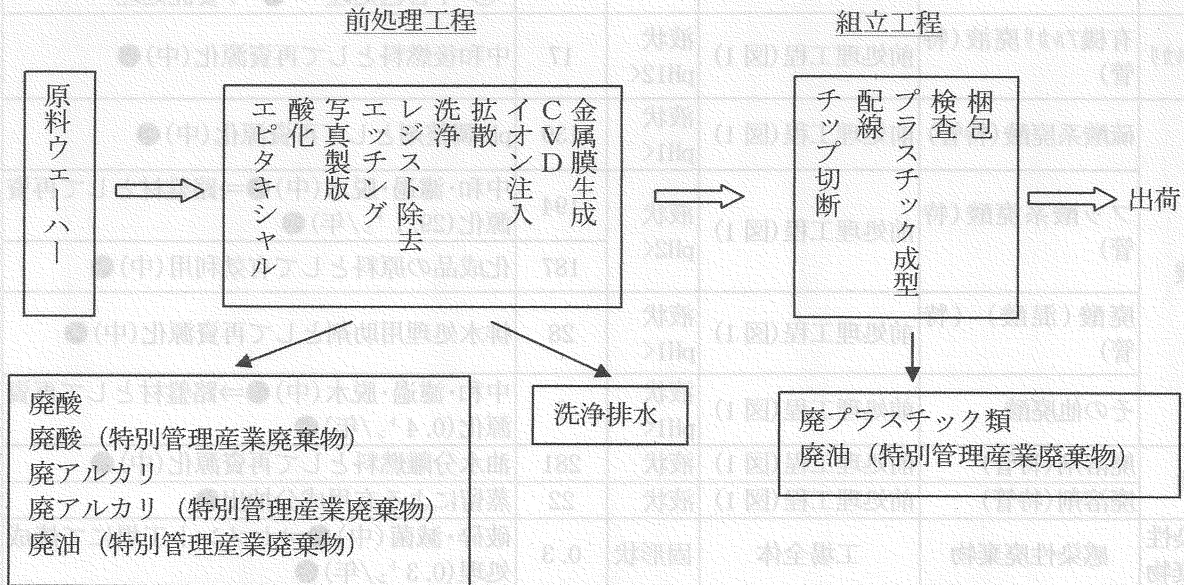 前処理工程
組立工程
原料ウェーハー
エピタキシャル
酸化
写真製版
エッチング
レジスト除去
洗浄
拡散
イオン注入
CVD
金属膜生成
チップ切断
配線
プラスチック成型
検査
梱包
出荷
廃酸
廃酸(特別管理産業廃棄物)
廃アルカリ
廃アルカリ(特別管理産業廃棄物)
廃油(特別管理産業廃棄物)
洗浄排水
廃プラスチック類
廃油(特別管理産業廃棄物)